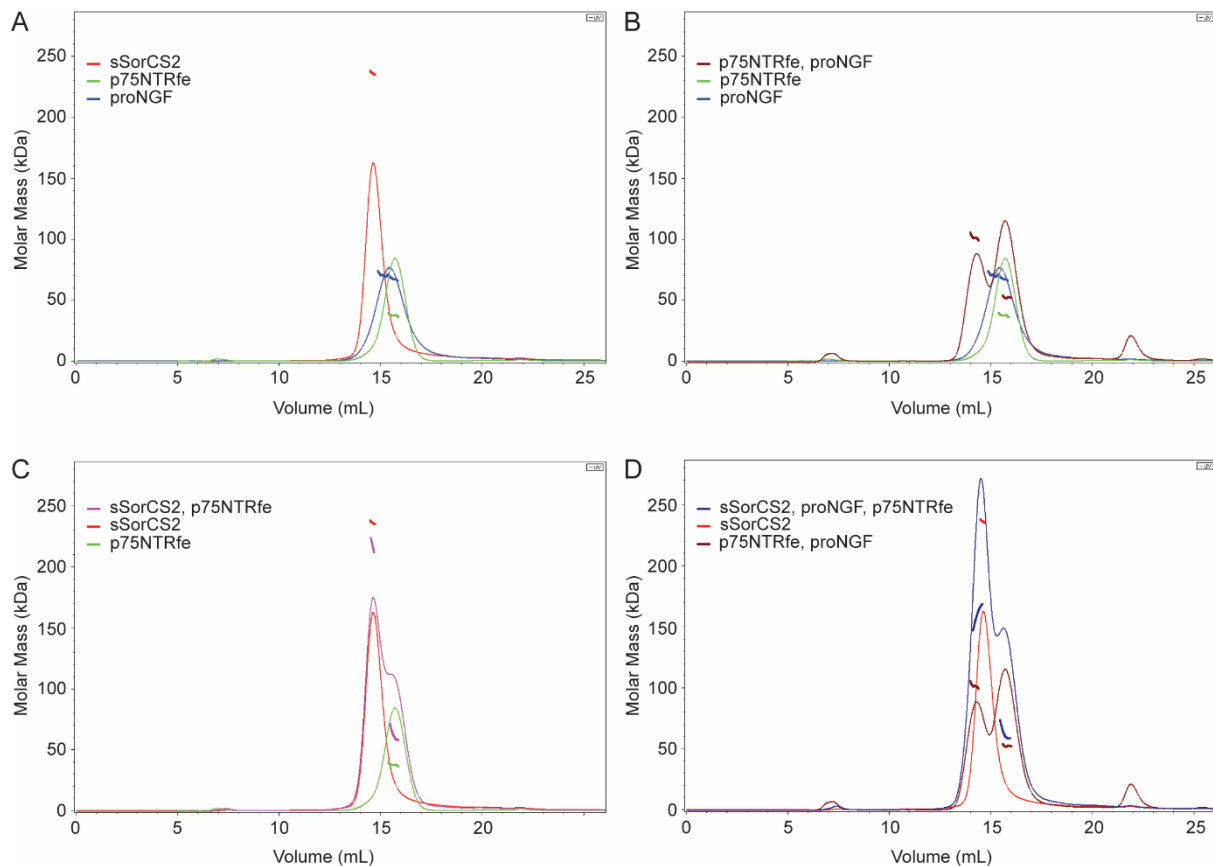 A
sSorCS2
p75NTRfe
proNGF
250
200
150
100
50
0
Molar Mass (kDa)
0 5 10 15 20 25
Volume (mL)
UV
B
p75NTRfe, proNGF
p75NTRfe
proNGF
250
200
150
100
50
0
Molar Mass (kDa)
0 5 10 15 20 25
Volume (mL)
UV
C
sSorCS2, p75NTRfe
sSorCS2
p75NTRfe
250
200
150
100
50
0
Molar Mass (kDa)
0 5 10 15 20
Volume (mL)
UV
D
sSorCS2, proNGF, p75NTRfe
sSorCS2
p75NTRfe, proNGF
250
200
150
100
50
0
Molar Mass (kDa)
0 5 10 15 20 25
Volume (mL)
UV